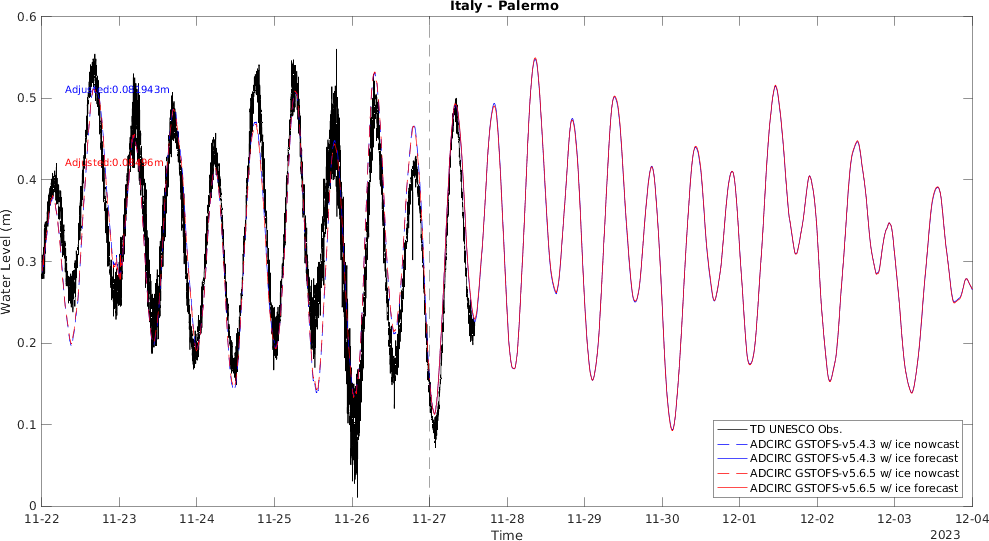 Italy - Palermo
0.6
0.5
0.4
0.3
0.2
0.1
0
Water Level (m)
11-22 11-23 11-24 11-25 11-26 11-27 11-28 11-29 11-30 12-01 12-02 12-03 12-04
Time
2023
TD UNESCO Obs.
ADCIRC GSTOFS-v5.4.3 w/ ice nowcast
ADCIRC GSTOFS-v5.4.3 w/ ice forecast
ADCIRC GSTOFS-v5.6.5 w/ ice nowcast
ADCIRC GSTOFS-v5.6.5 w/ ice forecast